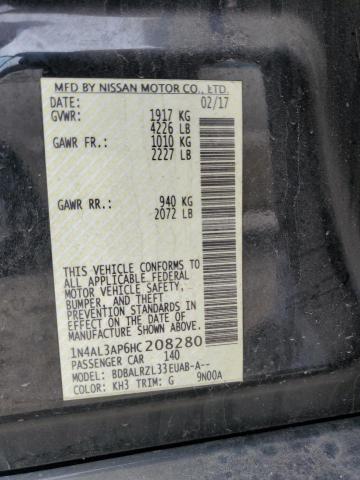 MFD BY NISSAN MOTOR CO., LTD.
DATE: 02/17
GVWR: 1917 KG
4226 LB
GAWR FR: 1010 KG
2227 LB
GAWR RR: 940 KG
2072 LB
THIS VEHICLE CONFORMS TO
ALL APPLICABLE FEDERAL
MOTOR VEHICLE SAFETY,
BUMPER, AND THEFT
PREVENTION STANDARDS
IN EFFECT ON THE DATE OF
MANUFACTURE SHOWN ABOVE.
1N4AL3AP6HC208280
PASSENGER CAR 140
MODEL: BDBALRZL33EUAB-A--
COLOR: KH3 TRIM: G 9N00A